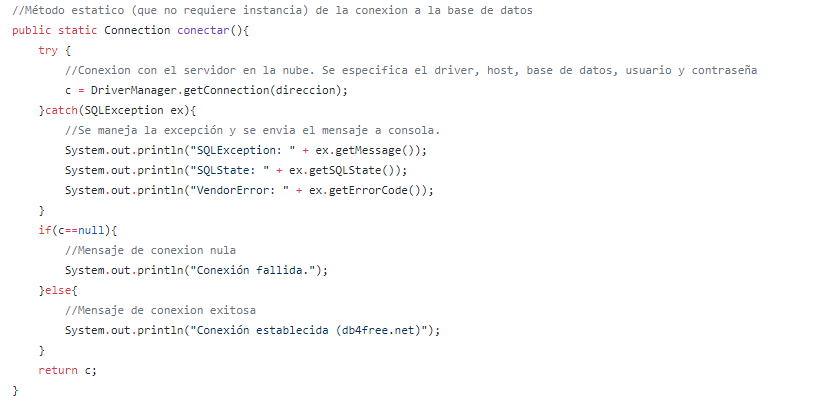 //Método estatico (que no requiere instancia) de la conexion a la base de datos
public static Connection conectar(){
    try {
        //Conexion con el servidor en la nube. Se especifica el driver, host, base de datos, usuario y contraseña
        c = DriverManager.getConnection(direccion);
    }catch(SQLException ex){
        //Se maneja la excepción y se envia el mensaje a consola.
        System.out.println("SQLException: " + ex.getMessage());
        System.out.println("SQLState: " + ex.getSQLState());
        System.out.println("VendorError: " + ex.getErrorCode());
    }
    if(c==null){
        //Mensaje de conexion nula
        System.out.println("Conexión fallida.");
    }else{
        //Mensaje de conexion exitosa
        System.out.println("Conexión establecida (db4free.net)");
    }
    return c;
}